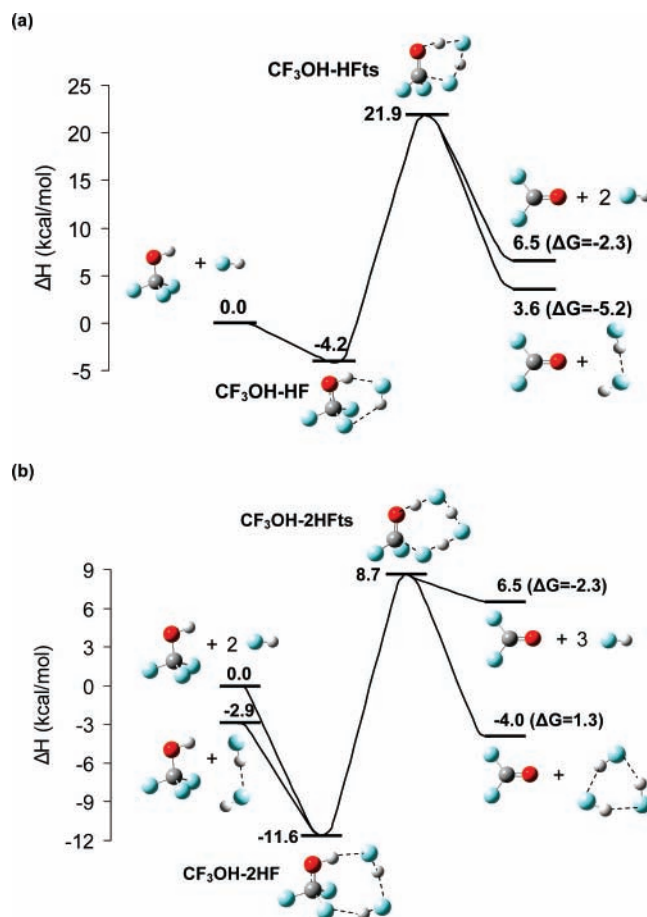 (a)
CF₃OH-HFts
25
20
15
10
5
0
-5
ΔH (kcal/mol)
21.9
+ 2
6.5 (ΔG=-2.3)
3.6 (ΔG=-5.2)
+
+
0.0
-4.2
CF₃OH-HF
(b)
CF₃OH-2HFts
9
6
3
0
-3
-6
-9
-12
ΔH (kcal/mol)
8.7
6.5 (ΔG=-2.3)
+ 3
+ 2
0.0
-2.9
+
-4.0 (ΔG=1.3)
+
-11.6
CF₃OH-2HF